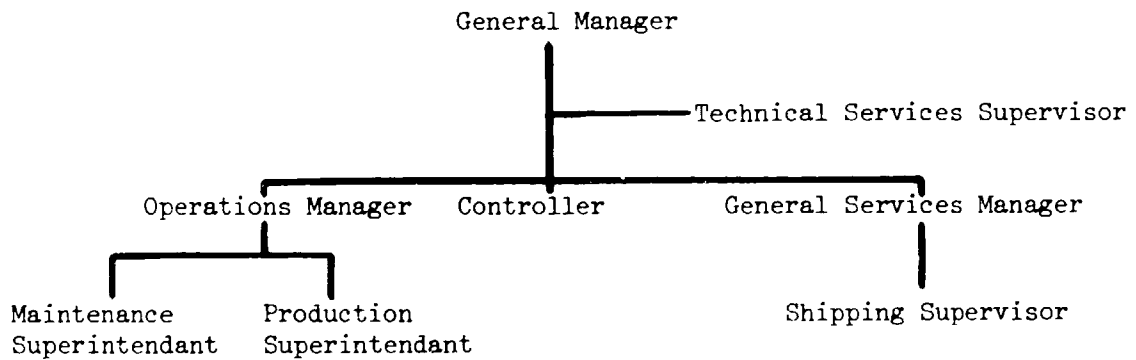 General Manager
Technical Services Supervisor
Operations Manager Controller General Services Manager
Maintenance Superintendant
Production Superintendant
Shipping Supervisor